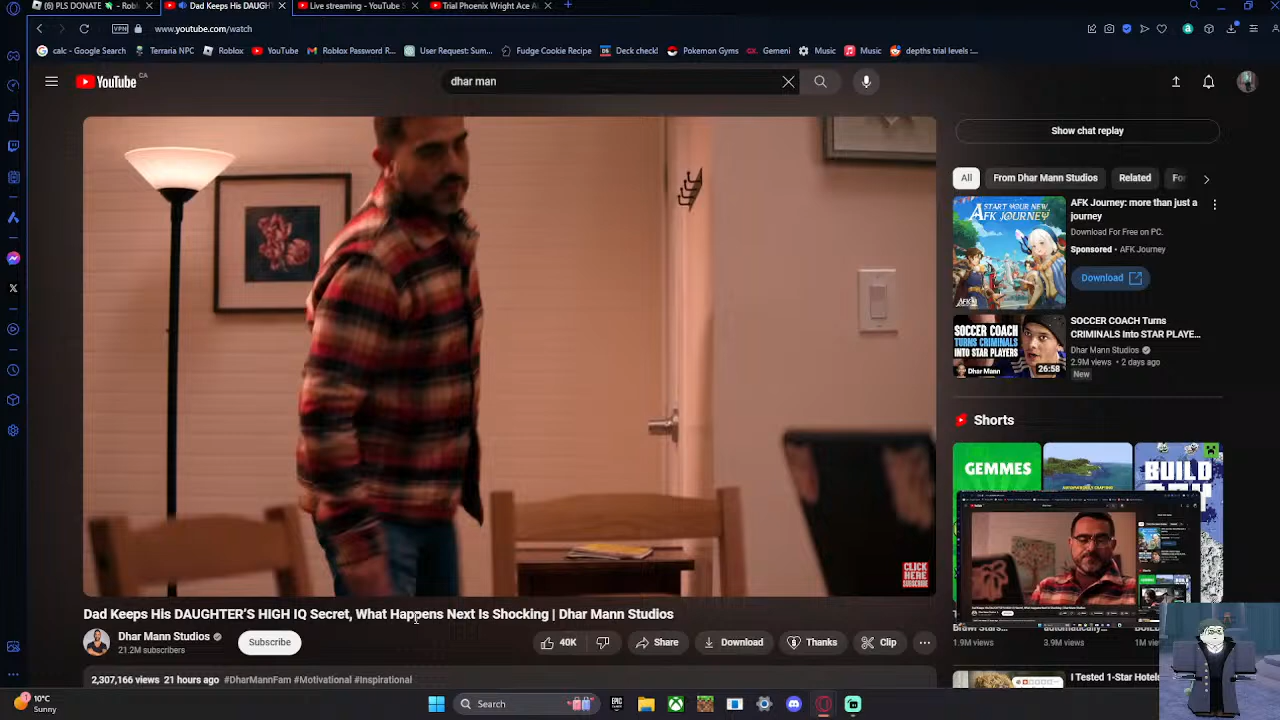 PLS DONATE
Dad Keeps His DAUGHT
Live streaming - YouTube S
Trial Phoenix Wright Ace A
VPN
www.youtube.com/watch
calc - Google Search
Terraria NPC
Roblox
YouTube
Roblox Password R...
User Request: Sum...
Fudge Cookie Recipe
Deck check!
Pokemon Gyms
Gemeni
Music
Music
depths trial levels :...
YouTube CA
dhar man
Show chat replay
All
From Dhar Mann Studios
Related
For
START YOUR NEW
AFK JOURNEY
AFK Journey: more than just a
journey
Download For Free on PC.
Sponsored • AFK Journey
Download
SOCCER COACH
TURNS CRIMINALS
INTO STAR PLAYERS
Dhar Mann
26:58
SOCCER COACH Turns
CRIMINALS Into STAR PLAYE...
Dhar Mann Studios
2.9M views • 2 days ago
New
Shorts
GEMMES
BUILD
CLICK
HERE
SUBSCRIBE
Dad Keeps His DAUGHTER'S HIGH IQ Secret, What Happens Next Is Shocking | Dhar Mann Studios
Dhar Mann Studios
21.2M subscribers
Subscribe
40K
Share
Download
Thanks
Clip
1.9M views
3.9M views
2,307,166 views 21 hours ago #DharMannFam #Motivational #Inspirational
I Tested 1-Star Hotels
10°C
Sunny
Search